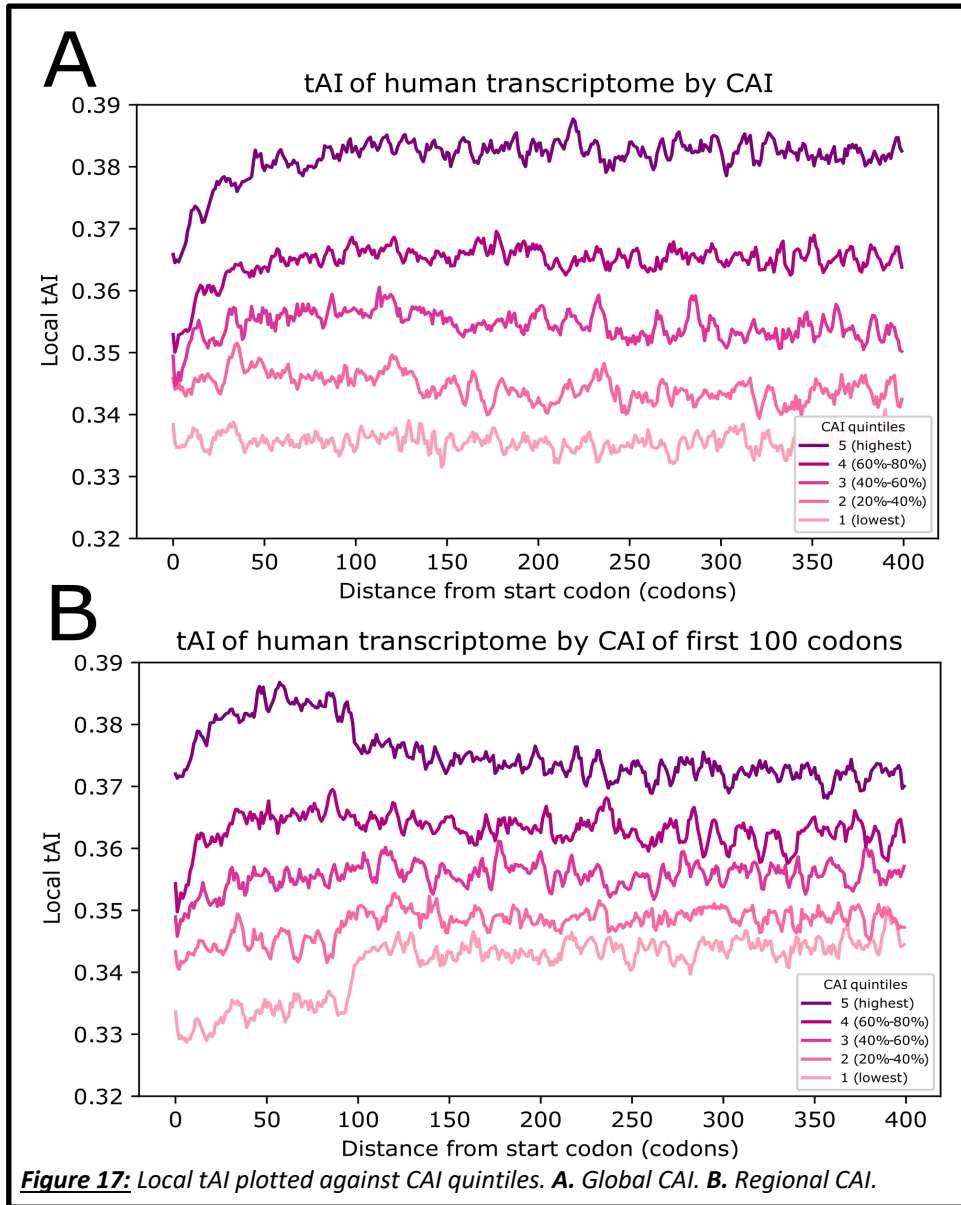 A
tAI of human transcriptome by CAI
0.39
0.38
0.37
0.36
0.35
0.34
0.33
0.32
Local tAI
CAI quintiles
5 (highest)
4 (60%-80%)
3 (40%-60%)
2 (20%-40%)
1 (lowest)
0 50 100 150 200 250 300 350 400
Distance from start codon (codons)
B
tAI of human transcriptome by CAI of first 100 codons
0.39
0.38
0.37
0.36
0.35
0.34
0.33
0.32
Local tAI
CAI quintiles
5 (highest)
4 (60%-80%)
3 (40%-60%)
2 (20%-40%)
1 (lowest)
0 50 100 150 200 250 300 350 400
Distance from start codon (codons)
Figure 17: Local tAI plotted against CAI quintiles. A. Global CAI. B. Regional CAI.